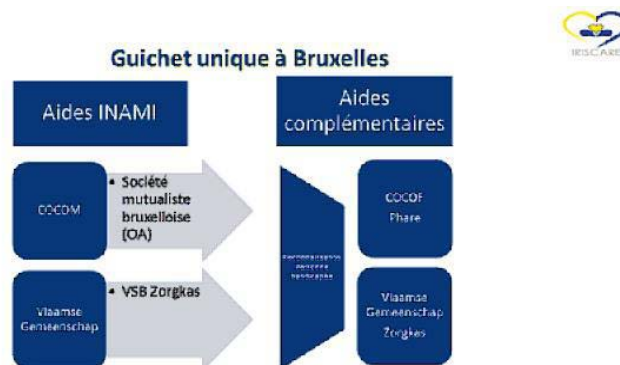 IRISCARE
Guichet unique à Bruxelles
Aides INAMI
Aides
complémentaires
COCOM
• Société
mutualiste
bruxelloise
(OA)
COCOF
Phare
Vlaamse
Gemeenschap
• VSB Zorgkas
Vlaamse
Gemeenschap
Zorgkas